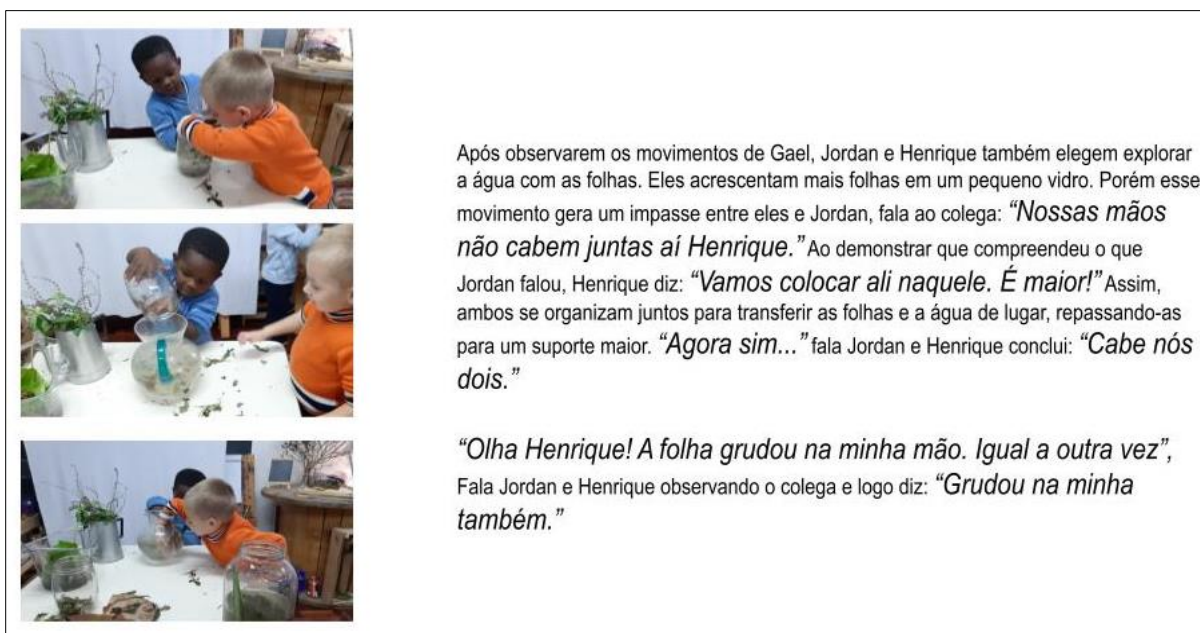 Após observarem os movimentos de Gael, Jordan e Henrique também elegem explorar
a água com as folhas. Eles acrescentam mais folhas em um pequeno vidro. Porém esse
movimento gera um impasse entre eles e Jordan, fala ao colega: “Nossas mãos
não cabem juntas aí Henrique.” Ao demonstrar que compreendeu o que
Jordan falou, Henrique diz: “Vamos colocar ali naquele. É maior!” Assim,
ambos se organizam juntos para transferir as folhas e a água de lugar, repassando-as
para um suporte maior. “Agora sim...” fala Jordan e Henrique conclui: “Cabe nós
dois.”
“Olha Henrique! A folha grudou na minha mão. Igual a outra vez”,
Fala Jordan e Henrique observando o colega e logo diz: “Grudou na minha
também.”